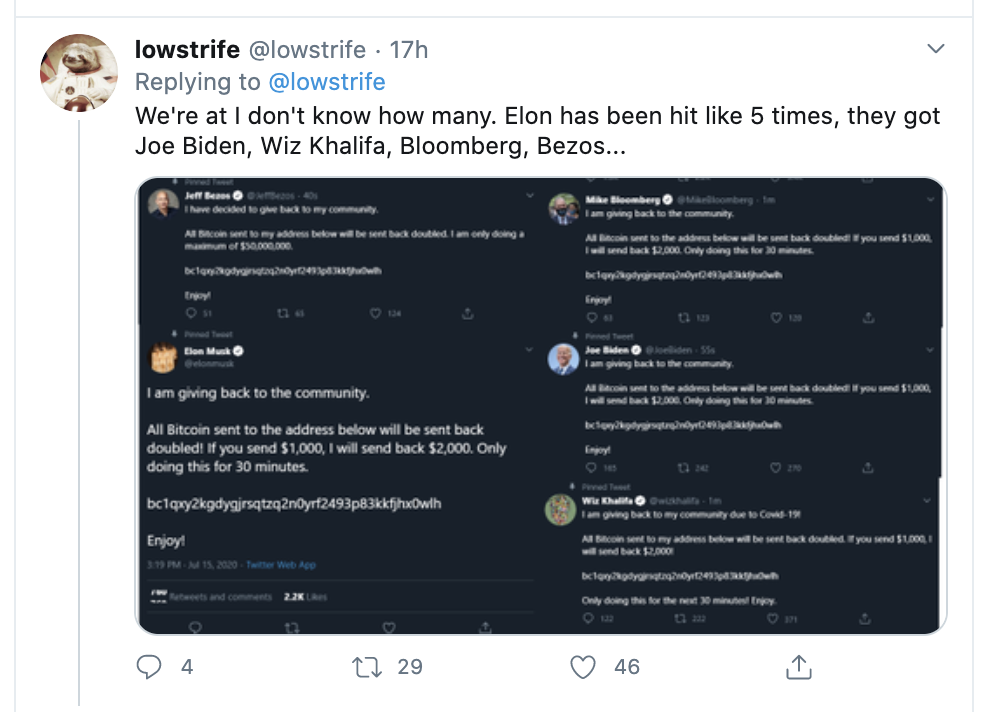 lowstrife @lowstrife · 17h
Replying to @lowstrife
We're at I don't know how many. Elon has been hit like 5 times, they got
Joe Biden, Wiz Khalifa, Bloomberg, Bezos...
Pinned Tweet
Jeff Bezos @JeffBezos · 40s
I have decided to give back to my community.
All Bitcoin sent to my address below will be sent back doubled. I am only doing a
maximum of $50,000,000.
bc1qxy2kgdygjrsqtzq2n0yrf2493p83kkfjhx0wlh
Enjoy!
51 65 124
Pinned Tweet
Elon Musk
@elonmusk
I am giving back to the community.
All Bitcoin sent to the address below will be sent back
doubled! If you send $1,000, I will send back $2,000. Only
doing this for 30 minutes.
bc1qxy2kgdygjrsqtzq2n0yrf2493p83kkfjhx0wlh
Enjoy!
3:19 PM · Jul 15, 2020 · Twitter Web App
Retweets and comments 2.2K Likes
Mike Bloomberg @MikeBloomberg · 1m
I am giving back to the community.
All Bitcoin sent to the address below will be sent back doubled! If you send $1,000,
I will send back $2,000. Only doing this for 30 minutes.
bc1qxy2kgdygjrsqtzq2n0yrf2493p83kkfjhx0wlh
Enjoy!
63 123 120
Pinned Tweet
Joe Biden @JoeBiden · 55s
I am giving back to the community.
All Bitcoin sent to the address below will be sent back doubled! If you send $1,000,
I will send back $2,000. Only doing this for 30 minutes.
bc1qxy2kgdygjrsqtzq2n0yrf2493p83kkfjhx0wlh
Enjoy!
165 242 270
Pinned Tweet
Wiz Khalifa @wizkhalifa · 1m
I am giving back to my community due to Covid-19!
All Bitcoin sent to my address below will be sent back doubled. If you send $1,000, I
will send back $2,000!
bc1qxy2kgdygjrsqtzq2n0yrf2493p83kkfjhx0wlh
Only doing this for the next 30 minutes! Enjoy.
122 222 371
4 29 46